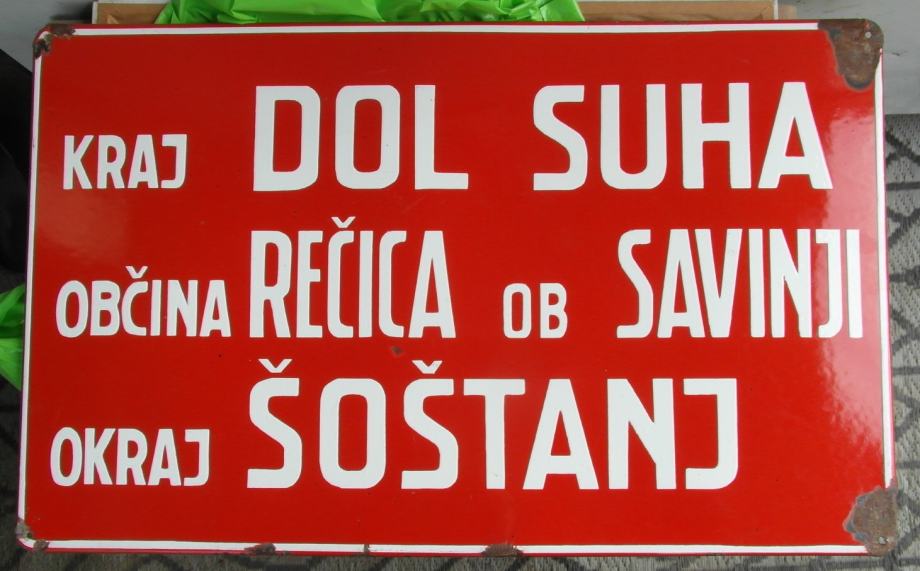 KRAJ DOL SUHA
OBČINA REČICA OB SAVINJI
OKRAJ ŠOŠTANJ